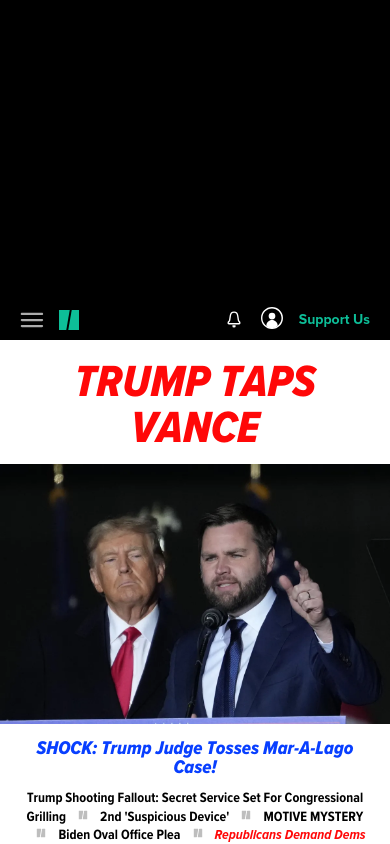 Support Us
TRUMP TAPS
VANCE
SHOCK: Trump Judge Tosses Mar-A-Lago
Case!
Trump Shooting Fallout: Secret Service Set For Congressional
Grilling 2nd 'Suspicious Device' MOTIVE MYSTERY
Biden Oval Office Plea Republicans Demand Dems